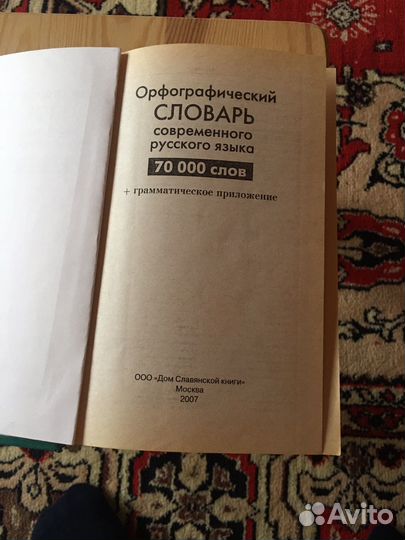 Орфографический
СЛОВАРЬ
современного
русского языка
70 000 слов
+ грамматическое приложение
ООО «Дом Славянской книги»
Москва
2007
Avito